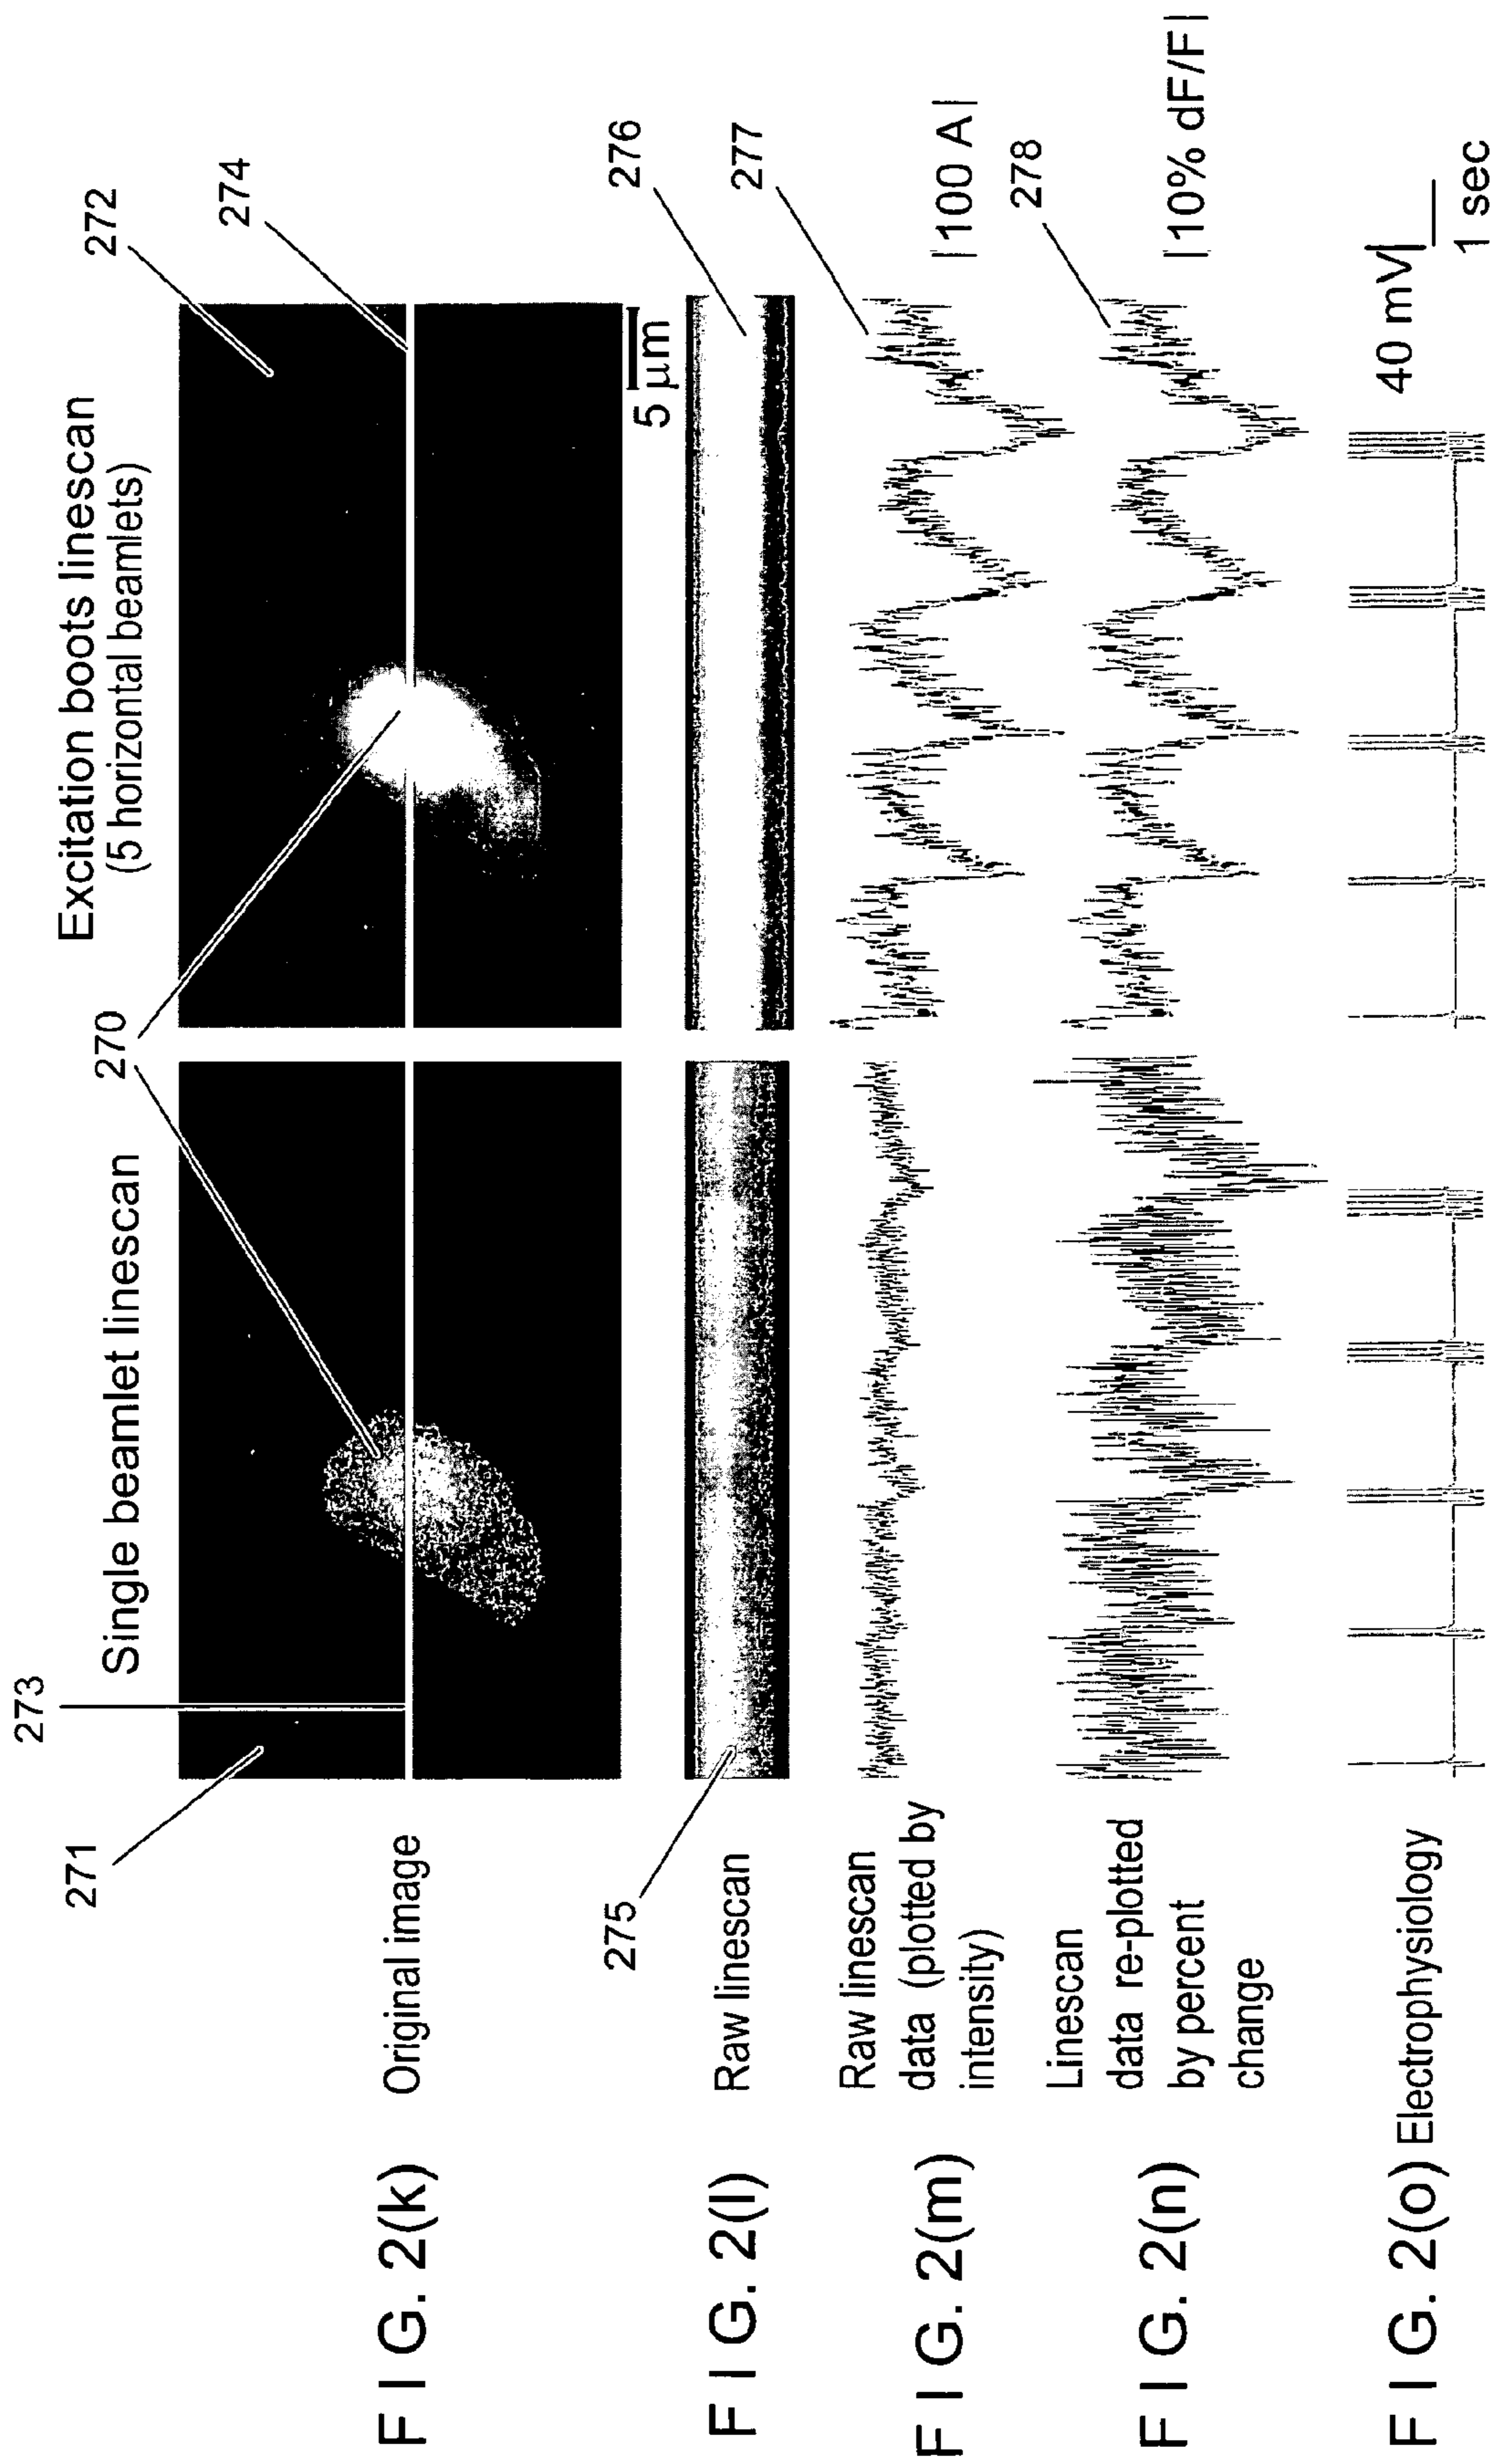 Excitation boots linescan
(5 horizontal beamlets)
Single beamlet linescan
273
271
270
272
274
F I G. 2(k)
Original image
5 μm
F I G. 2(l)
Raw linescan
275
276
F I G. 2(m)
Raw linescan
data (plotted by
intensity)
277
|100 A|
F I G. 2(n)
Linescan
data re-plotted
by percent
change
278
|10% dF/F|
F I G. 2(o)
Electrophysiology
40 mV|
1 sec